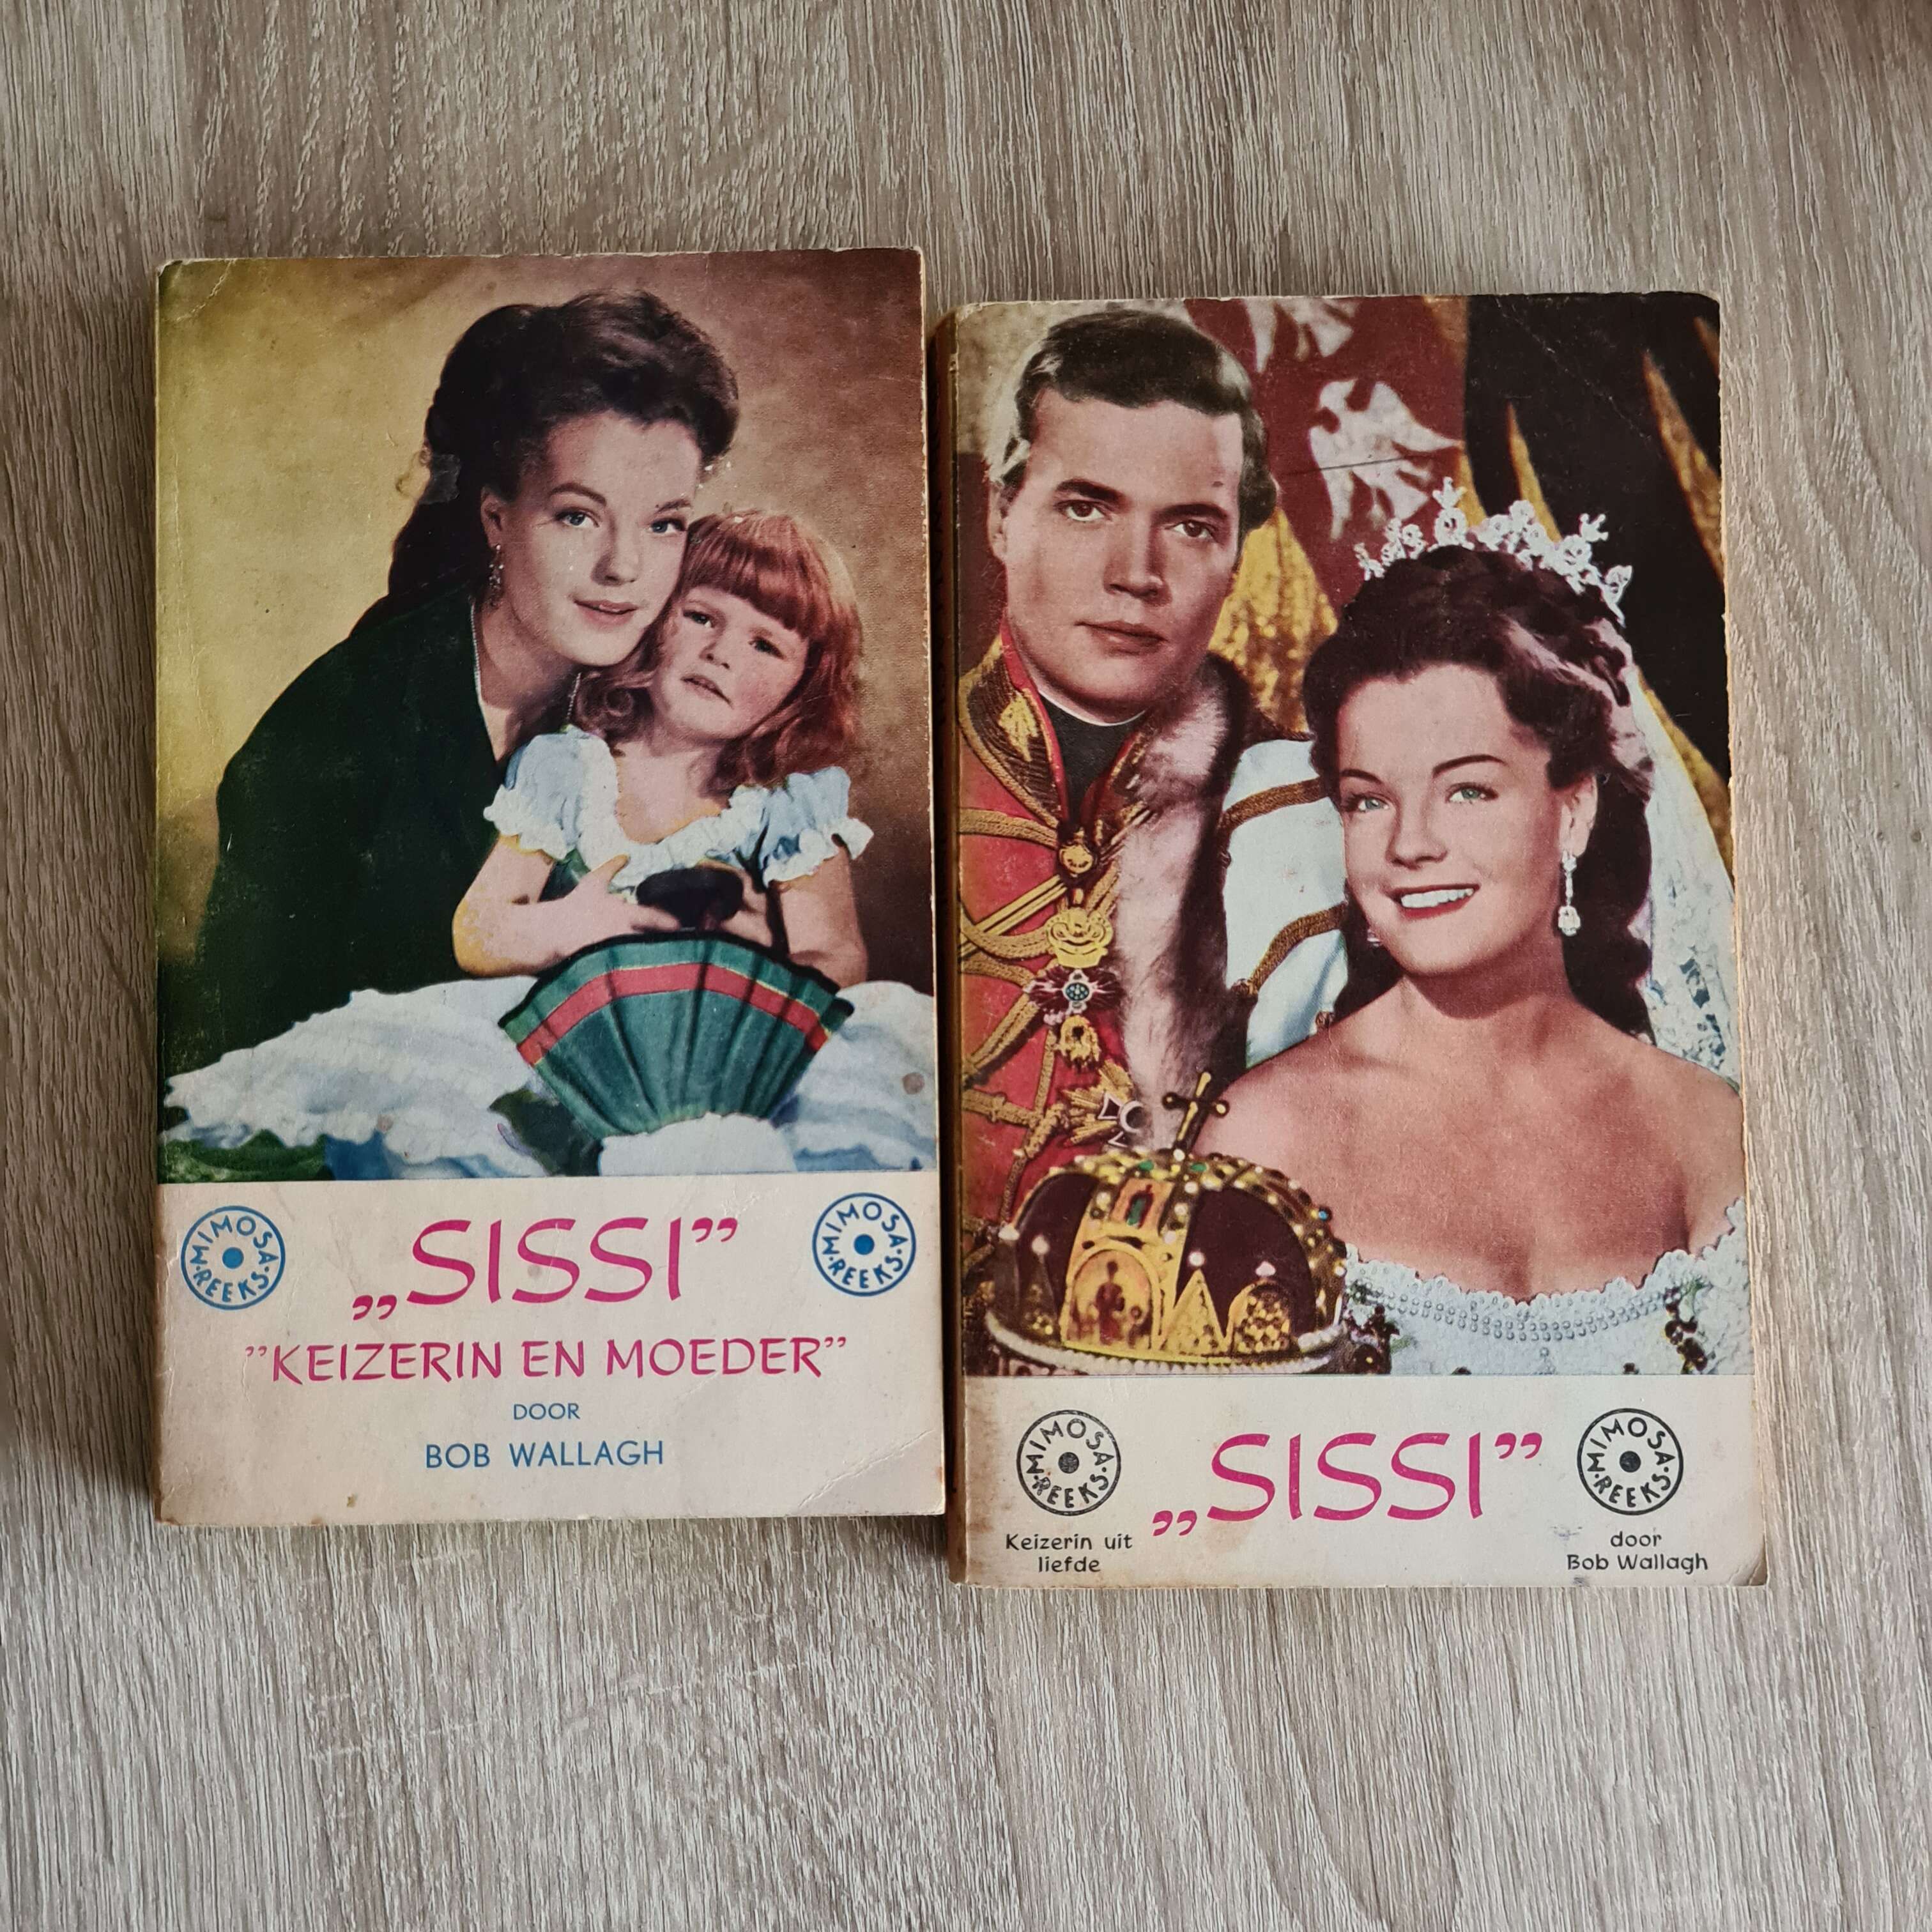 MIMOSA·REEKS·
„SISSI”
MIMOSA·REEKS·
”KEIZERIN EN MOEDER”
DOOR
BOB WALLAGH
MIMOSA·REEKS·
„SISSI”
MIMOSA·REEKS·
Keizerin uit
liefde
door
Bob Wallagh